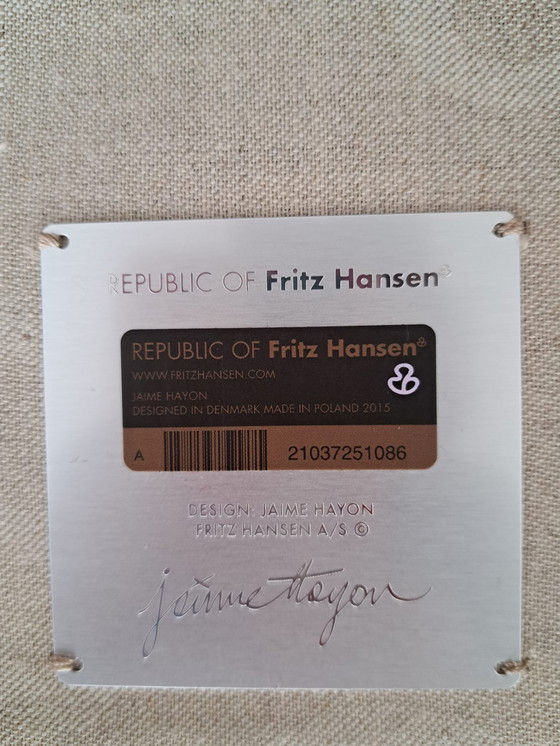 REPUBLIC OF Fritz Hansen®
REPUBLIC OF Fritz Hansen®
WWW.FRITZHANSEN.COM
JAIME HAYON
DESIGNED IN DENMARK MADE IN POLAND 2015
A 21037251086
DESIGN: JAIME HAYON
FRITZ HANSEN A/S ©
jaime Hayon